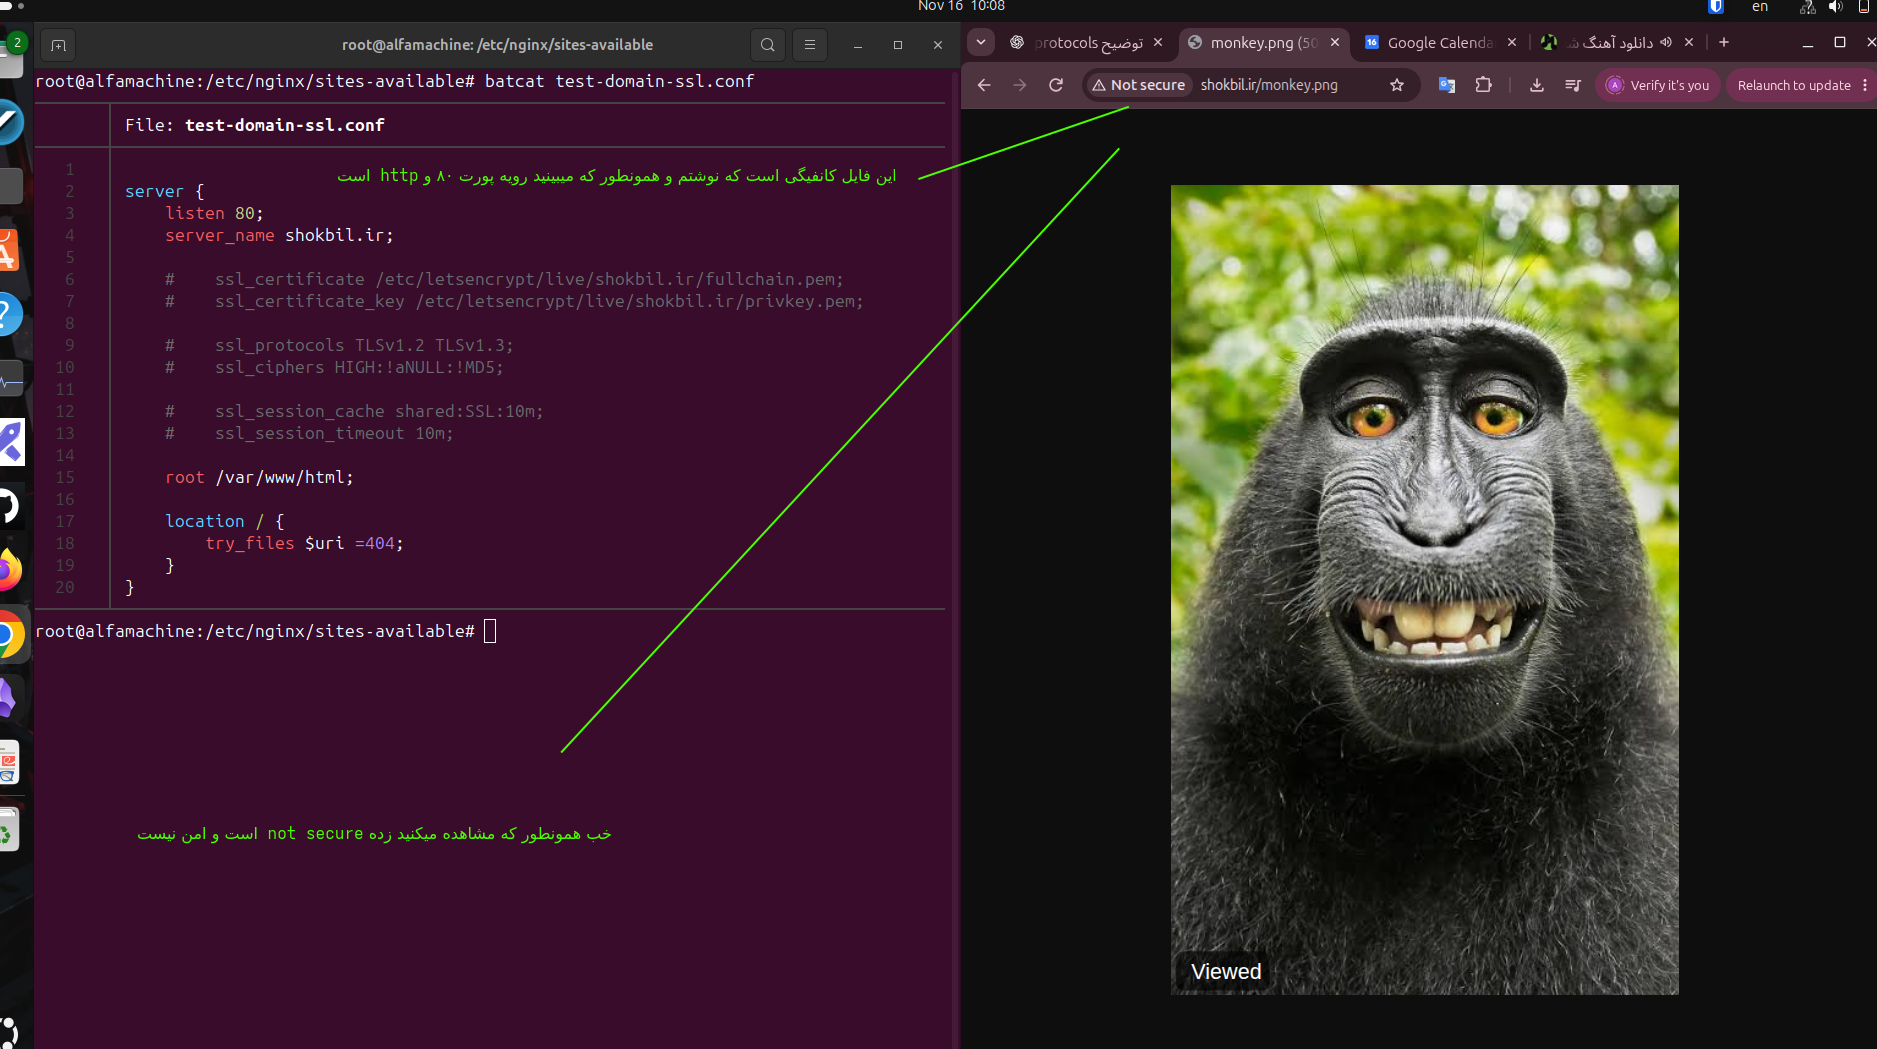 Nov 16 10:08
en
2
root@alfamachine: /etc/nginx/sites-available
root@alfamachine:/etc/nginx/sites-available# batcat test-domain-ssl.conf
File: test-domain-ssl.conf
این فایل کانفیگی است که نوشتم و همونطور که میبینید رویه پورت ۸۰ و http است
1
2 server {
3 listen 80;
4 server_name shokbil.ir;
5
6 # ssl_certificate /etc/letsencrypt/live/shokbil.ir/fullchain.pem;
7 # ssl_certificate_key /etc/letsencrypt/live/shokbil.ir/privkey.pem;
8
9 # ssl_protocols TLSv1.2 TLSv1.3;
10 # ssl_ciphers HIGH:!aNULL:!MD5;
11
12 # ssl_session_cache shared:SSL:10m;
13 # ssl_session_timeout 10m;
14
15 root /var/www/html;
16
17 location / {
18 try_files $uri =404;
19 }
20 }
root@alfamachine:/etc/nginx/sites-available#
خب همونطور که مشاهده میکنید زده not secure است و امن نیست
توضیح protocols
monkey.png (50
16 Google Calenda
دانلود آهنگ ش
Not secure shokbil.ir/monkey.png
A Verify it's you
Relaunch to update
Viewed